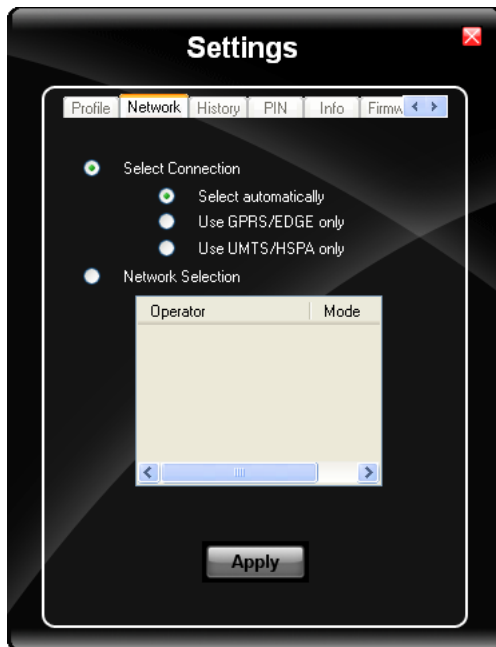 Settings
Profile Network History PIN Info Firmw
Select Connection
Select automatically
Use GPRS/EDGE only
Use UMTS/HSPA only
Network Selection
Operator Mode
Apply